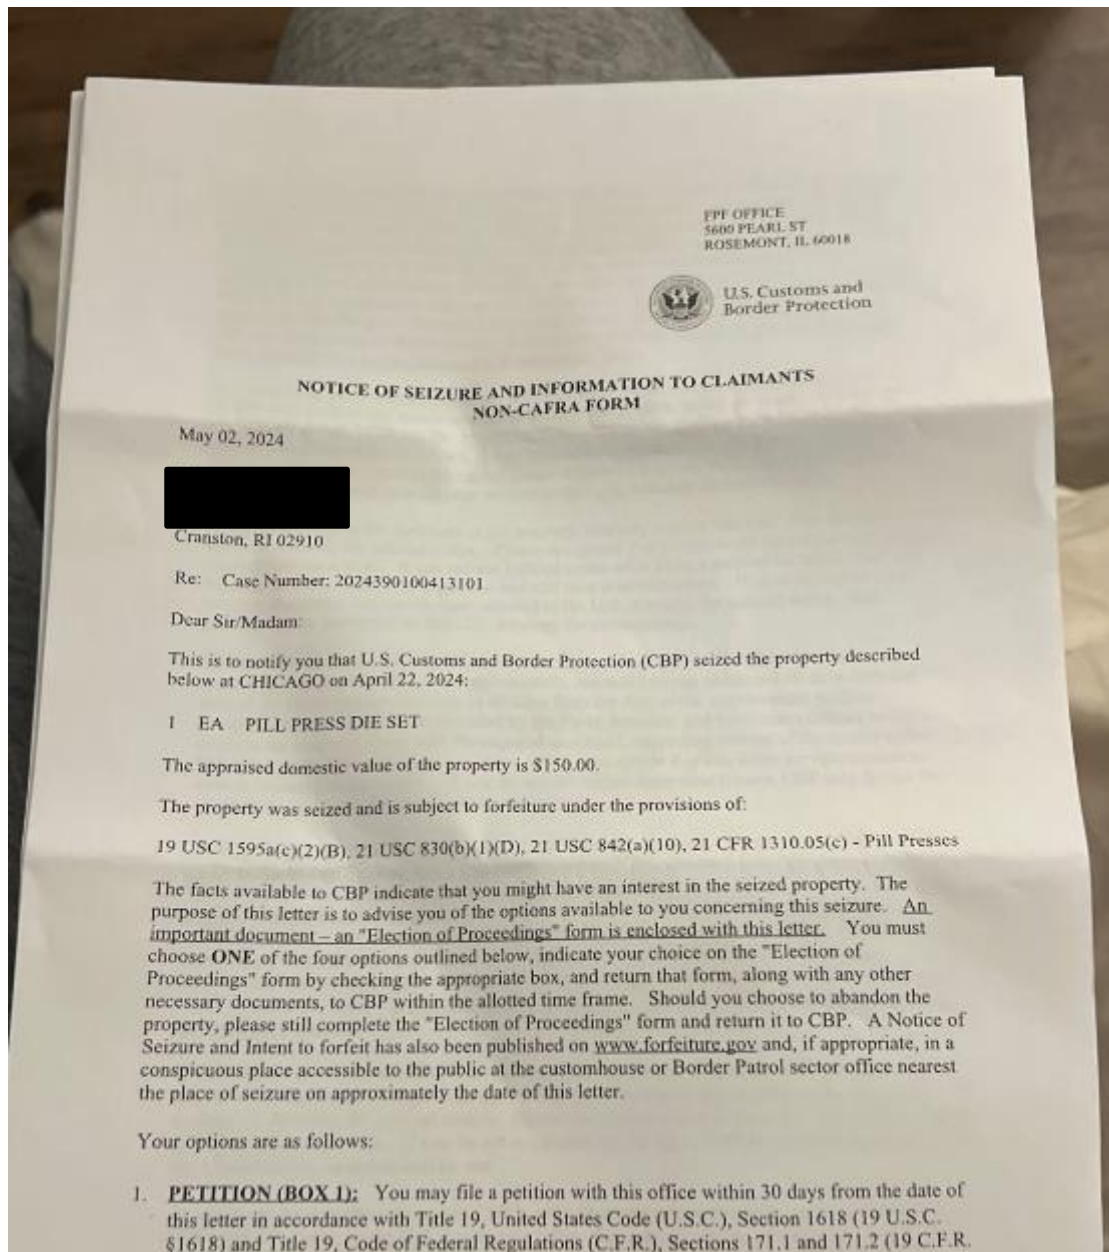 FPF OFFICE
5600 PEARL ST
ROSEMONT, IL 60018
U.S. Customs and
Border Protection
NOTICE OF SEIZURE AND INFORMATION TO CLAIMANTS
NON-CAFRA FORM
May 02, 2024
Cranston, RI 02910
Re: Case Number: 2024390100413101
Dear Sir/Madam:
This is to notify you that U.S. Customs and Border Protection (CBP) seized the property described
below at CHICAGO on April 22, 2024:
1 EA PILL PRESS DIE SET
The appraised domestic value of the property is $150.00.
The property was seized and is subject to forfeiture under the provisions of:
19 USC 1595a(c)(2)(B), 21 USC 830(b)(1)(D), 21 USC 842(a)(10), 21 CFR 1310.05(c) - Pill Presses
The facts available to CBP indicate that you might have an interest in the seized property. The
purpose of this letter is to advise you of the options available to you concerning this seizure. An
important document – an "Election of Proceedings" form is enclosed with this letter. You must
choose ONE of the four options outlined below, indicate your choice on the "Election of
Proceedings" form by checking the appropriate box, and return that form, along with any other
necessary documents, to CBP within the allotted time frame. Should you choose to abandon the
property, please still complete the "Election of Proceedings" form and return it to CBP. A Notice of
Seizure and Intent to forfeit has also been published on www.forfeiture.gov and, if appropriate, in a
conspicuous place accessible to the public at the customhouse or Border Patrol sector office nearest
the place of seizure on approximately the date of this letter.
Your options are as follows:
1. PETITION (BOX 1): You may file a petition with this office within 30 days from the date of
this letter in accordance with Title 19, United States Code (U.S.C.), Section 1618 (19 U.S.C.
§1618) and Title 19, Code of Federal Regulations (C.F.R.), Sections 171.1 and 171.2 (19 C.F.R.